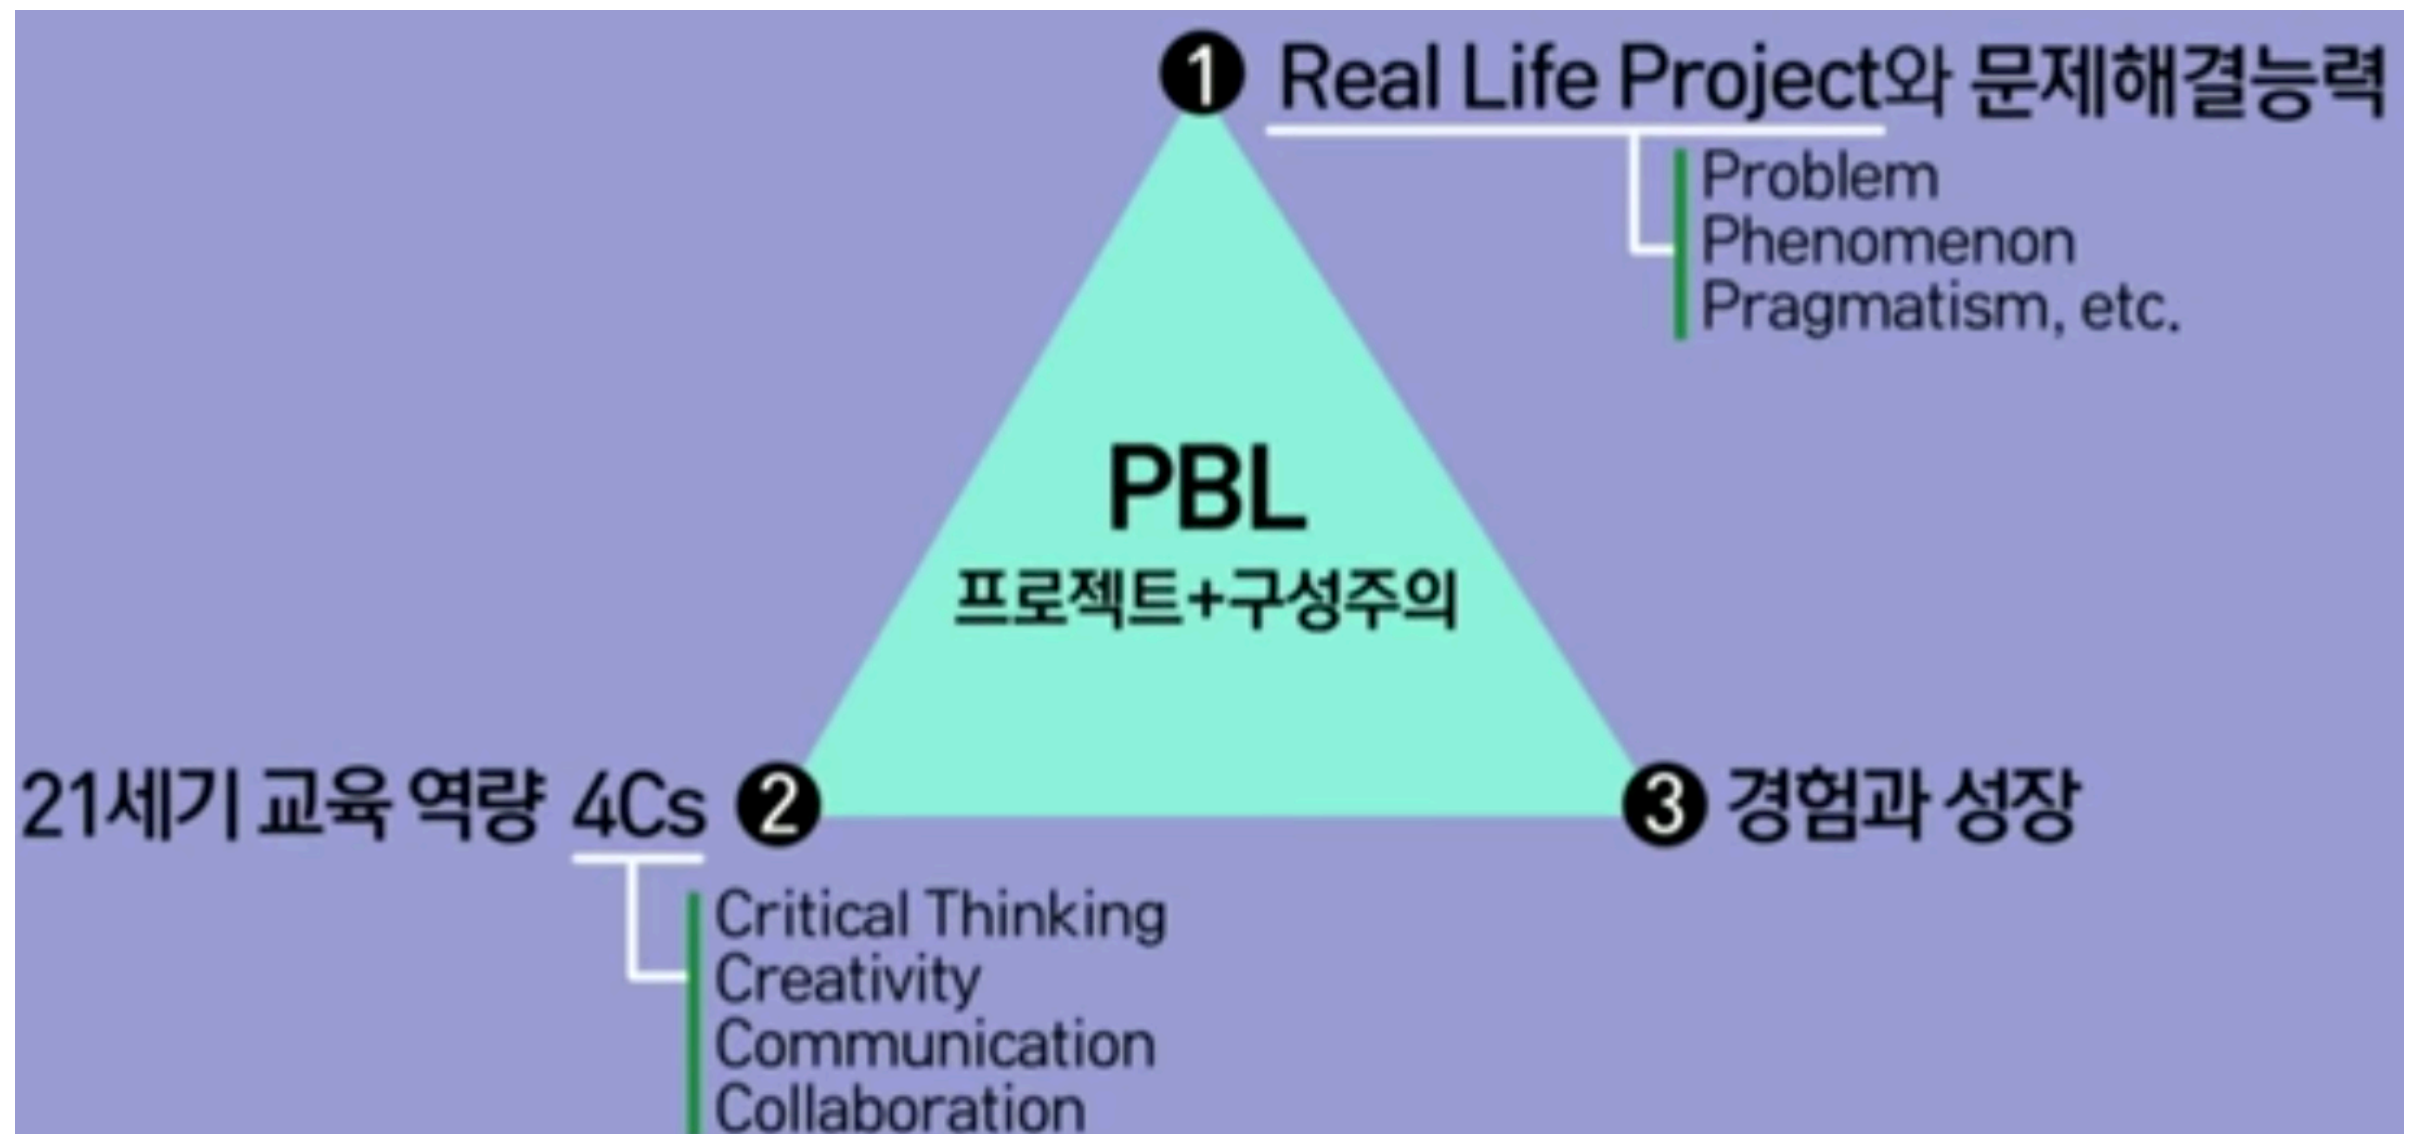 1 Real Life Project와 문제해결능력
Problem
Phenomenon
Pragmatism, etc.
PBL
프로젝트+구성주의
21세기 교육 역량 4Cs 2
Critical Thinking
Creativity
Communication
Collaboration
3 경험과 성장